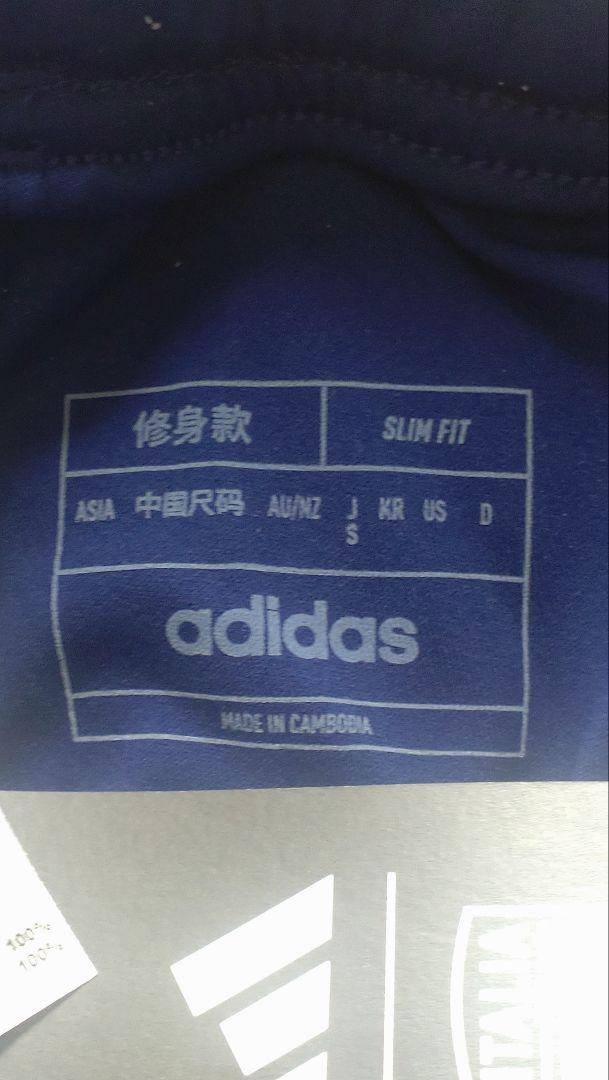 修身款 SLIM FIT
ASIA 中国尺码 AU/NZ J KR US D
S
adidas
MADE IN CAMBODIA
100%
100%
ITALIA